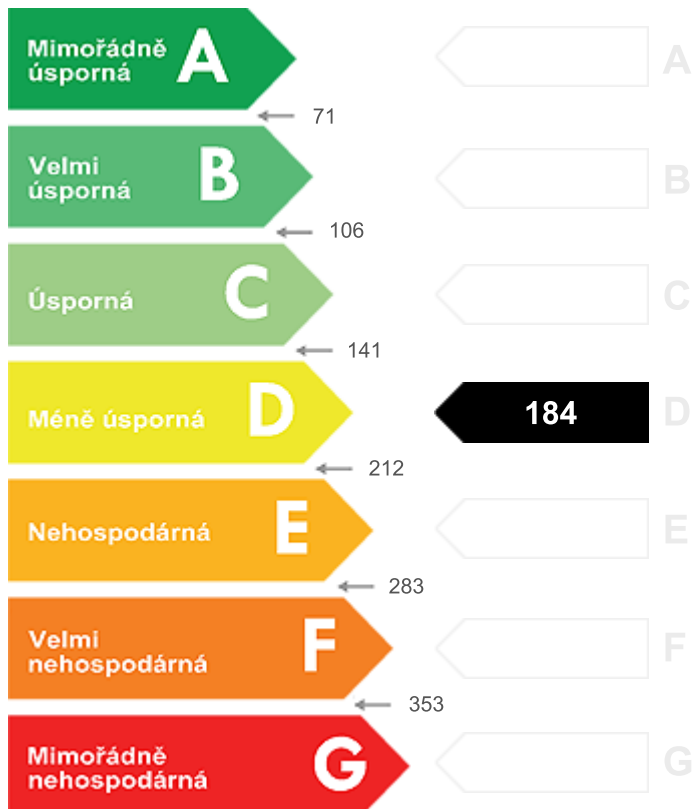 Mimořádně
úsporná
A
A
71
Velmi
úsporná
B
B
106
Úsporná
C
C
141
Méně úsporná
D
184
D
212
Nehospodárná
E
E
283
Velmi
nehospodárná
F
F
353
Mimořádně
nehospodárná
G
G